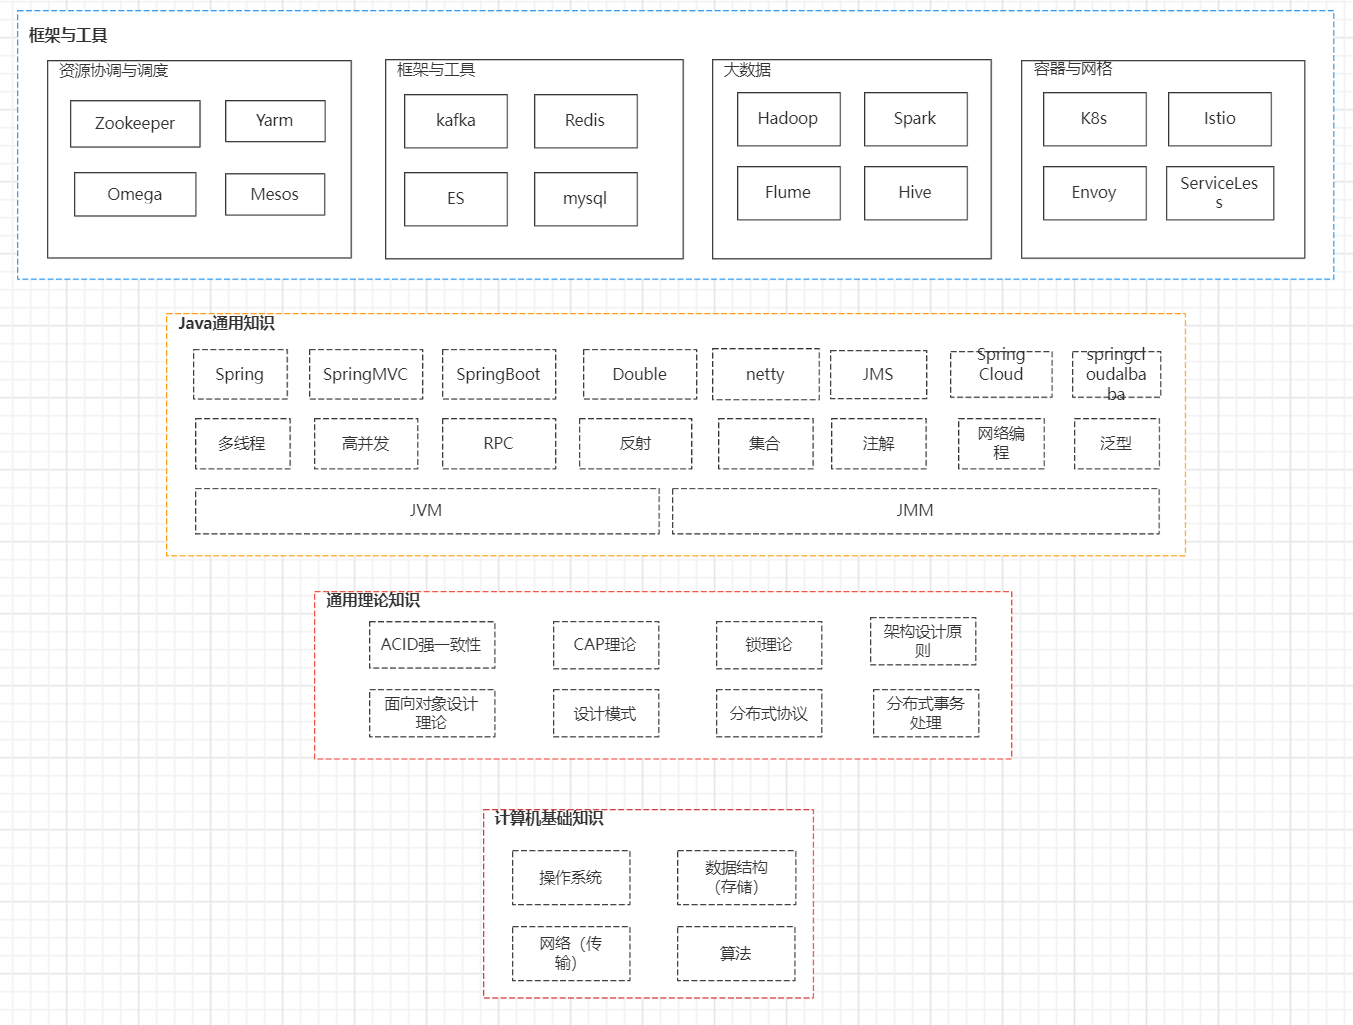 框架与工具
资源协调与调度
Zookeeper
Yarm
Omega
Mesos
框架与工具
kafka
Redis
ES
mysql
大数据
Hadoop
Spark
Flume
Hive
容器与网格
K8s
Istio
Envoy
ServiceLes
s
Java通用知识
Spring
SpringMVC
SpringBoot
Double
netty
JMS
Spring
Cloud
springcl
oudalba
ba
多线程
高并发
RPC
反射
集合
注解
网络编
程
泛型
JVM
JMM
通用理论知识
ACID强一致性
CAP理论
锁理论
架构设计原
则
面向对象设计
理论
设计模式
分布式协议
分布式事务
处理
计算机基础知识
操作系统
数据结构
（存储）
网络（传
输）
算法